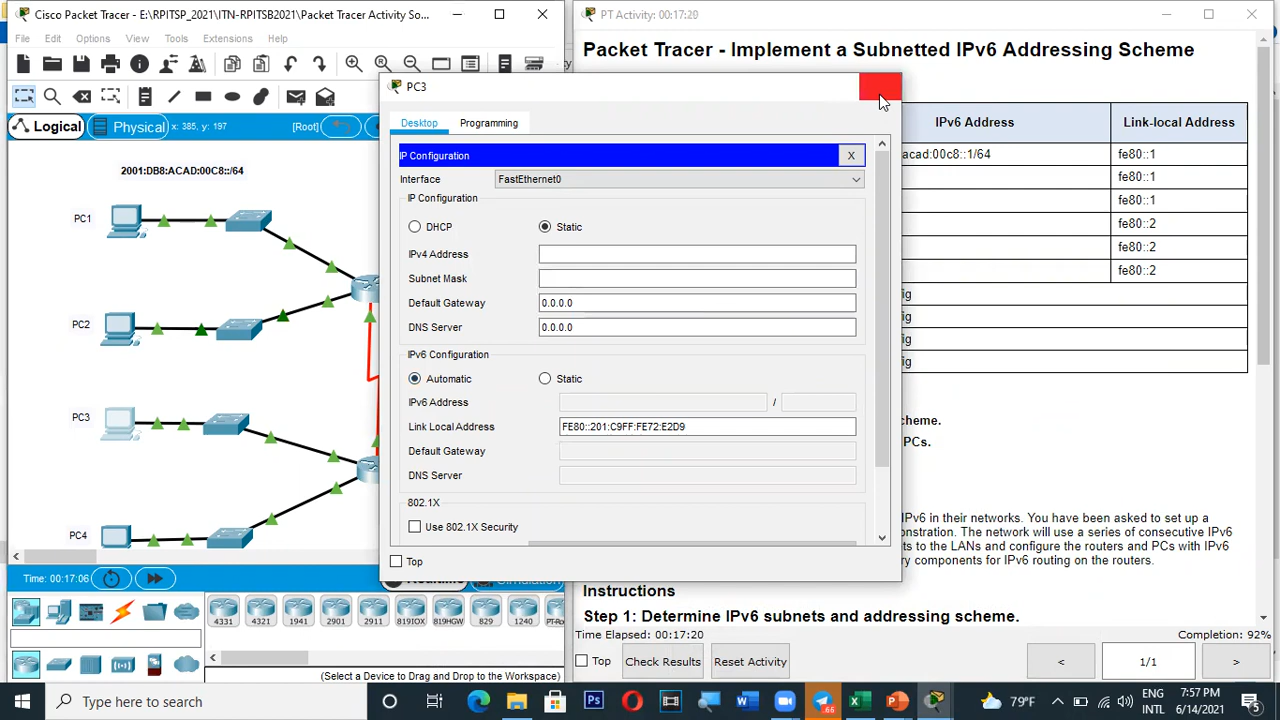 Cisco Packet Tracer - E:\RPITSP_2021\ITN-RPITSB2021\Packet Tracer Activity So...
File Edit Options View Tools Extensions Help
Logical Physical x: 385, y: 197 [Root]
2001:DB8:ACAD:00C8::/64
PC1
PC2
PC3
PC4
Time: 00:17:06
Realtime Simulation
4331 4321 1941 2901 2911 819IOX 819HGW 829 1240 PT-Ro
(Select a Device to Drag and Drop to the Workspace)
PC3
Desktop Programming
IP Configuration X
Interface FastEthernet0
IP Configuration
DHCP Static
IPv4 Address
Subnet Mask
Default Gateway 0.0.0.0
DNS Server 0.0.0.0
IPv6 Configuration
Automatic Static
IPv6 Address /
Link Local Address FE80::201:C9FF:FE72:E2D9
Default Gateway
DNS Server
802.1X
Use 802.1X Security
Top
PT Activity: 00:17:20
Packet Tracer - Implement a Subnetted IPv6 Addressing Scheme
IPv6 Address Link-local Address
acad:00c8::1/64 fe80::1
fe80::1
fe80::1
fe80::2
fe80::2
fe80::2
ig
ig
ig
ig
cheme.
PCs.
IPv6 in their networks. You have been asked to set up a
onstration. The network will use a series of consecutive IPv6
ets to the LANs and configure the routers and PCs with IPv6
ry components for IPv6 routing on the routers.
Instructions
Step 1: Determine IPv6 subnets and addressing scheme.
Time Elapsed: 00:17:20 Completion: 92%
Top Check Results Reset Activity < 1/1 >
Type here to search
66
79°F
ENG
INTL
7:57 PM
6/14/2021
5